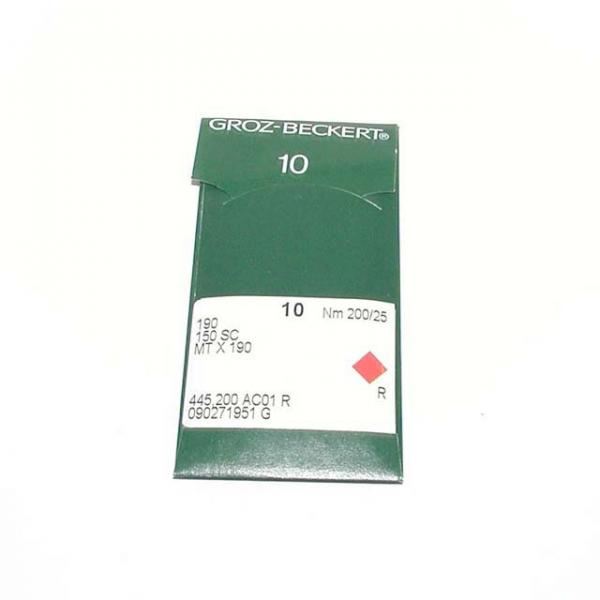 GROZ-BECKERT®
10
10 Nm 200/25
190
150 SC
MT X 190
R
445.200 AC01 R
090271951 G